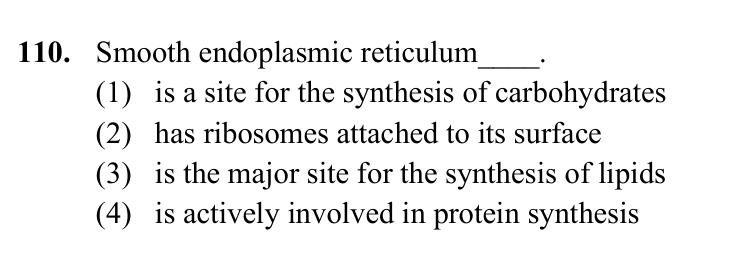 110. Smooth endoplasmic reticulum____.
(1) is a site for the synthesis of carbohydrates
(2) has ribosomes attached to its surface
(3) is the major site for the synthesis of lipids
(4) is actively involved in protein synthesis